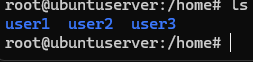 root@ubuntuserver:/home# ls
user1  user2  user3
root@ubuntuserver:/home#